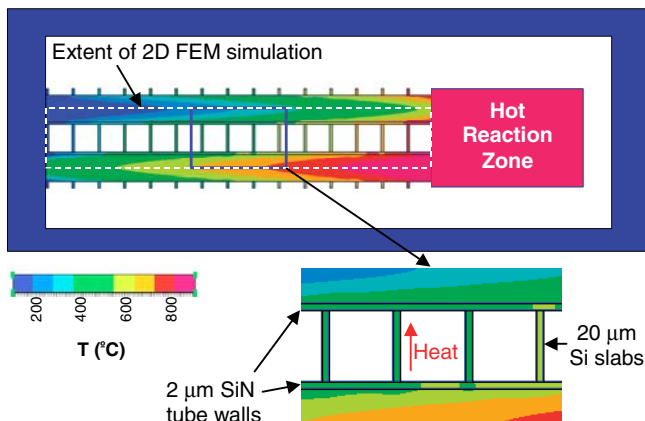 Extent of 2D FEM simulation
Hot
Reaction
Zone
200
400
600
800
T (ºC)
Heat
20 μm
Si slabs
2 μm SiN
tube walls